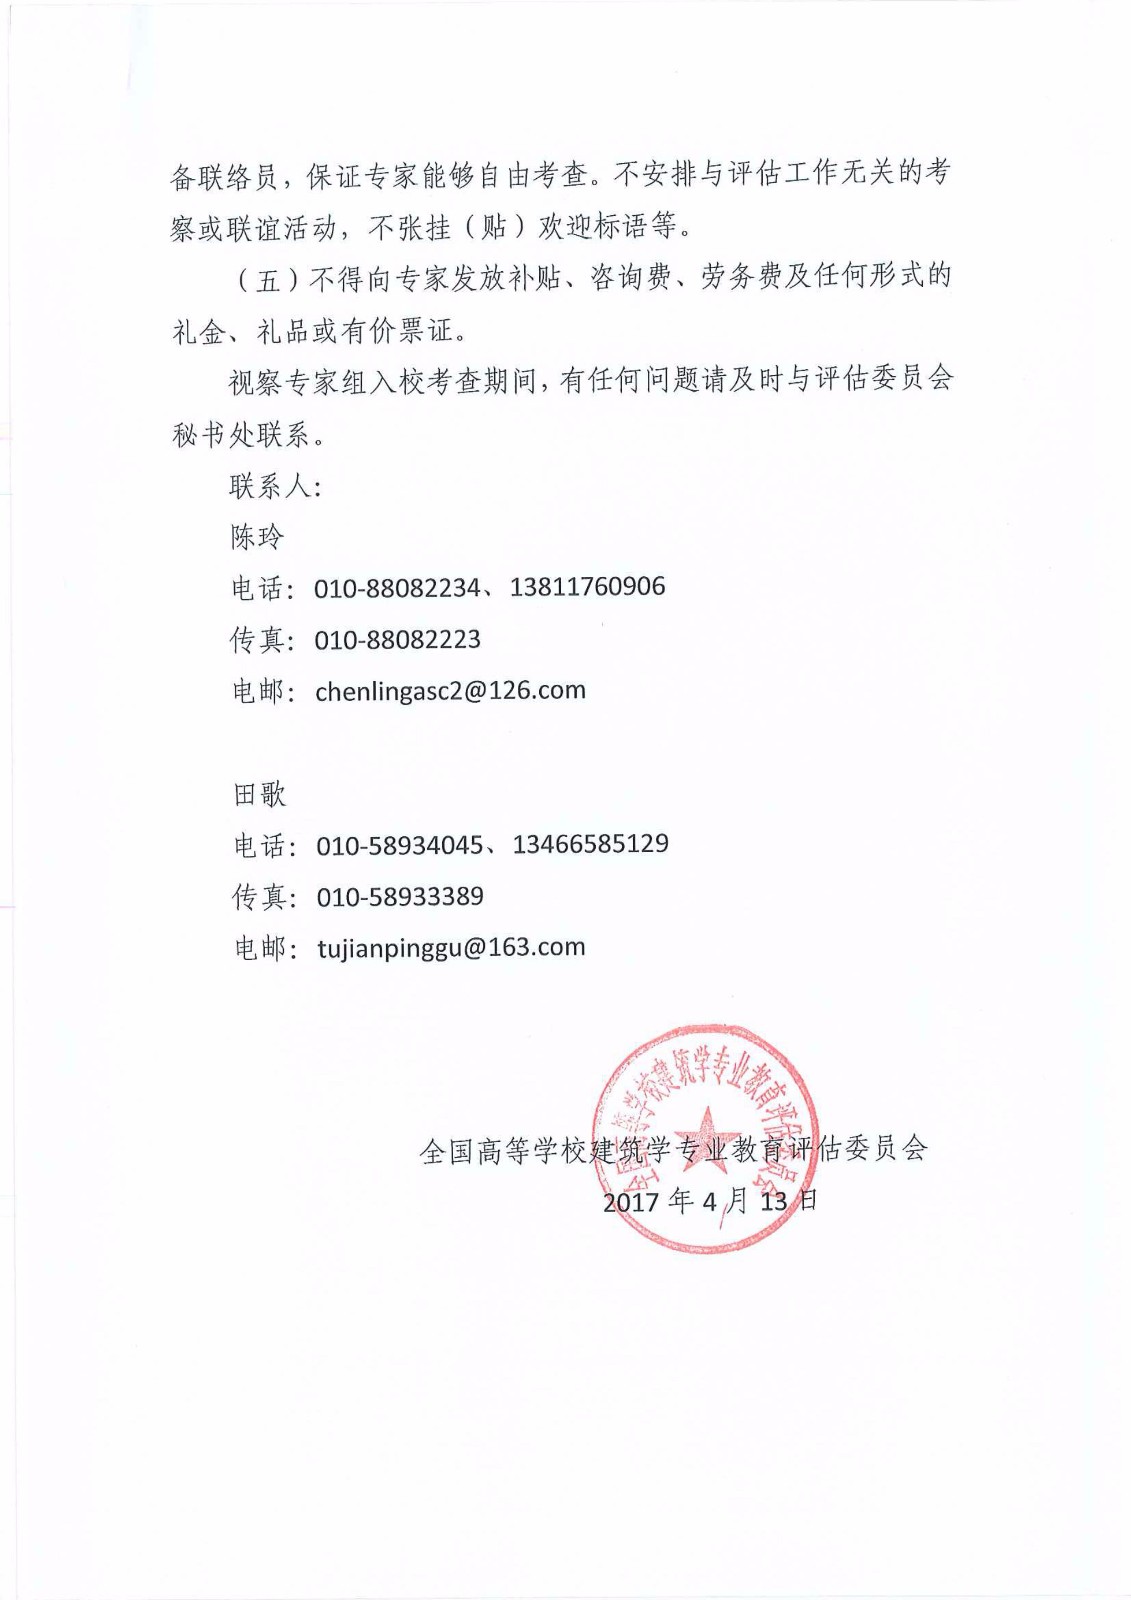 备联络员，保证专家能够自由考查。不安排与评估工作无关的考
察或联谊活动，不张挂（贴）欢迎标语等。
（五）不得向专家发放补贴、咨询费、劳务费及任何形式的
礼金、礼品或有价票证。
视察专家组入校考查期间，有任何问题请及时与评估委员会
秘书处联系。
联系人：
陈玲
电话：010-88082234、13811760906
传真：010-88082223
电邮：chenlingasc2@126.com
田歌
电话：010-58934045、13466585129
传真：010-58933389
电邮：tujianpinggu@163.com
全国高等学校建筑学专业教育评估委员会
全国高等学校建筑学专业教育评估委员会
2017 年 4 月 13 日